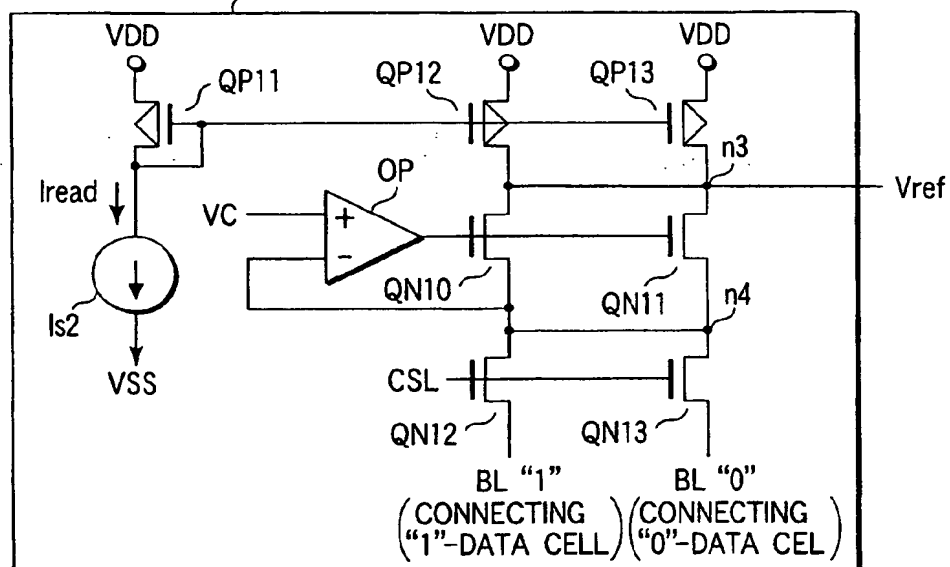 VDD
VDD
VDD
QP11
QP12
QP13
n3
OP
Iread
VC
+
-
Vref
QN10
QN11
n4
Is2
VSS
CSL
QN12
QN13
BL “1”
(CONNECTING
“1”-DATA CELL)
BL “0”
(CONNECTING
“0”-DATA CEL)